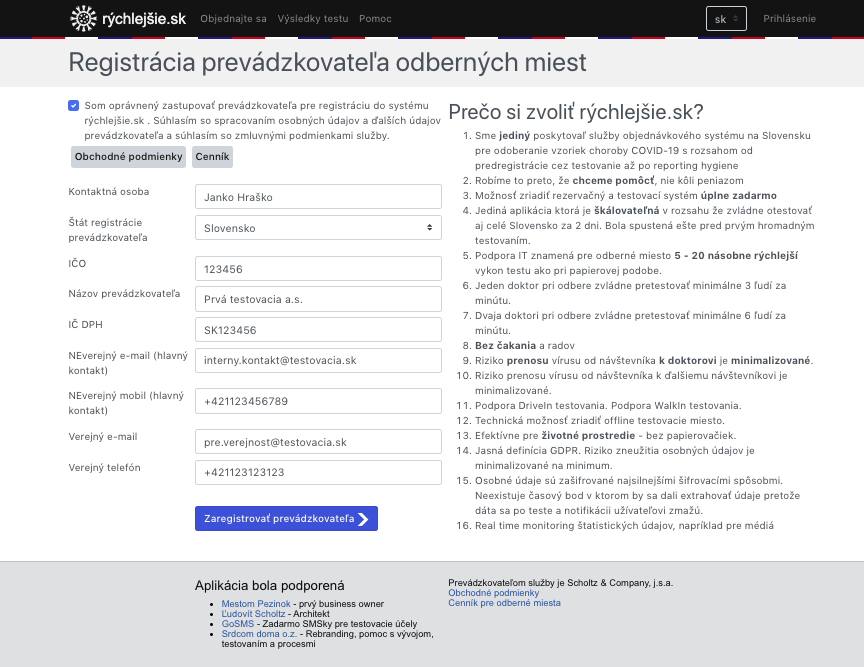 rýchlejšie.sk Objednajte sa Výsledky testu Pomoc sk Prihlásenie
Registrácia prevádzkovateľa odberných miest
Som oprávnený zastupovať prevádzkovateľa pre registráciu do systému
rýchlejšie.sk . Súhlasím so spracovaním osobných údajov a ďalších údajov
prevádzkovateľa a súhlasím so zmluvnými podmienkami služby.
Obchodné podmienky Cenník
Kontaktná osoba
Janko Hraško
Štát registrácie
prevádzkovateľa
Slovensko
IČO
123456
Názov prevádzkovateľa
Prvá testovacia a.s.
IČ DPH
SK123456
NEverejný e-mail (hlavný
kontakt)
interny.kontakt@testovacia.sk
NEverejný mobil (hlavný
kontakt)
+421123456789
Verejný e-mail
pre.verejnost@testovacia.sk
Verejný telefón
+421123123123
Zaregistrovať prevádzkovateľa
Prečo si zvoliť rýchlejšie.sk?
1. Sme jediný poskytovaľ služby objednávkového systému na Slovensku
pre odoberanie vzoriek choroby COVID-19 s rozsahom od
predregistrácie cez testovanie až po reporting hygiene
2. Robíme to preto, že chceme pomôcť, nie kôli peniazom
3. Možnosť zriadiť rezervačný a testovací systém úplne zadarmo
4. Jediná aplikácia ktorá je škálovateľná v rozsahu že zvládne otestovať
aj celé Slovensko za 2 dni. Bola spustená ešte pred prvým hromadným
testovaním.
5. Podpora IT znamená pre odberné miesto 5 - 20 násobne rýchlejší
vykon testu ako pri papierovej podobe.
6. Jeden doktor pri odbere zvládne pretestovať minimálne 3 ľudí za
minútu.
7. Dvaja doktori pri odbere zvládne pretestovať minimálne 6 ľudí za
minútu.
8. Bez čakania a radov
9. Riziko prenosu vírusu od návštevníka k doktorovi je minimalizované.
10. Riziko prenosu vírusu od návštevníka k ďalšiemu návštevníkovi je
minimalizované.
11. Podpora DriveIn testovania. Podpora WalkIn testovania.
12. Technická možnosť zriadiť offline testovacie miesto.
13. Efektívne pre životné prostredie - bez papierovačiek.
14. Jasná definícia GDPR. Riziko zneužitia osobných údajov je
minimalizované na minimum.
15. Osobné údaje sú zašifrované najsilnejšími šifrovacími spôsobmi.
Neexistuje časový bod v ktorom by sa dali extrahovať údaje pretože
dáta sa po teste a notifikácii užívateľovi zmažú.
16. Real time monitoring štatistických údajov, napríklad pre médiá
Aplikácia bola podporená
Mestom Pezinok - prvý business owner
Ľudovít Scholtz - Architekt
GoSMS - Zadarmo SMSky pre testovacie účely
Srdcom doma o.z. - Rebranding, pomoc s vývojom,
testovaním a procesmi
Prevádzkovateľom služby je Scholtz & Company, j.s.a.
Obchodné podmienky
Cenník pre odberné miesta